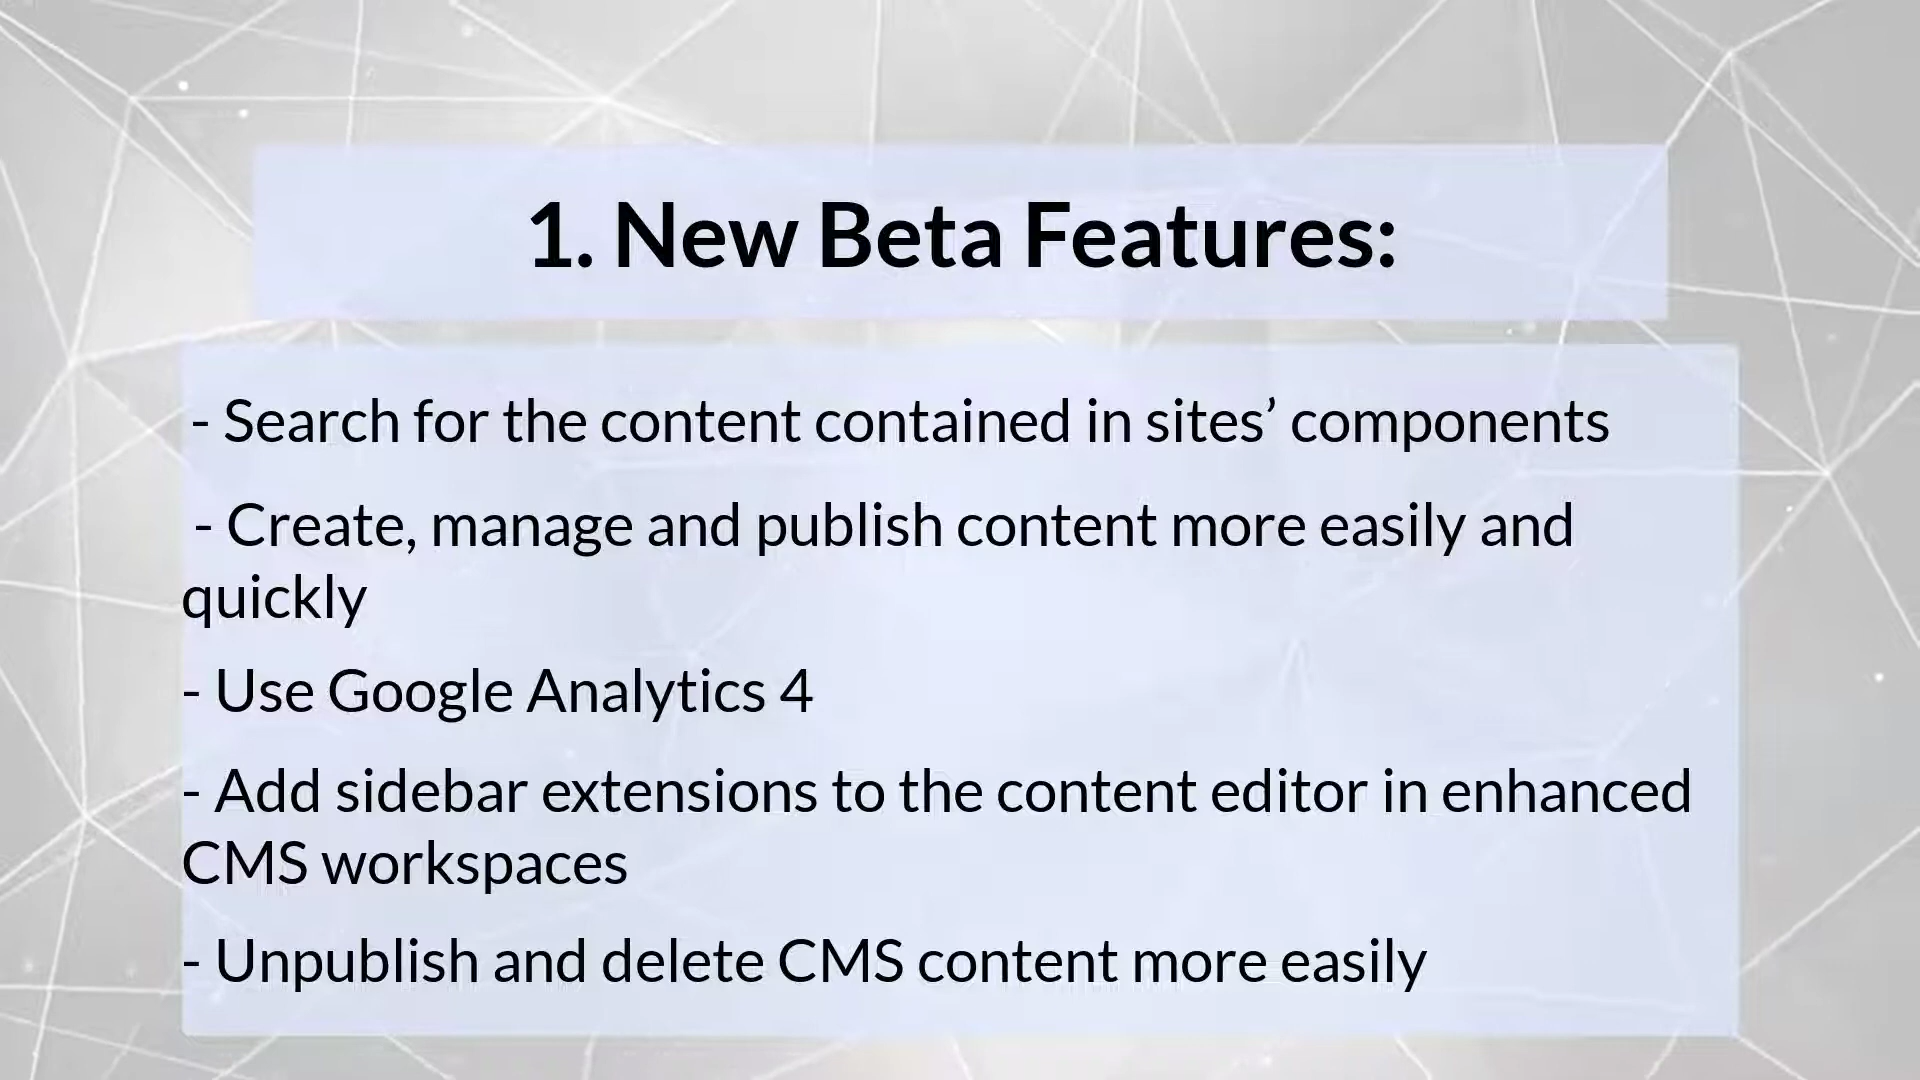 1. New Beta Features:
- Search for the content contained in sites’ components
- Create, manage and publish content more easily and
quickly
- Use Google Analytics 4
- Add sidebar extensions to the content editor in enhanced
CMS workspaces
- Unpublish and delete CMS content more easily